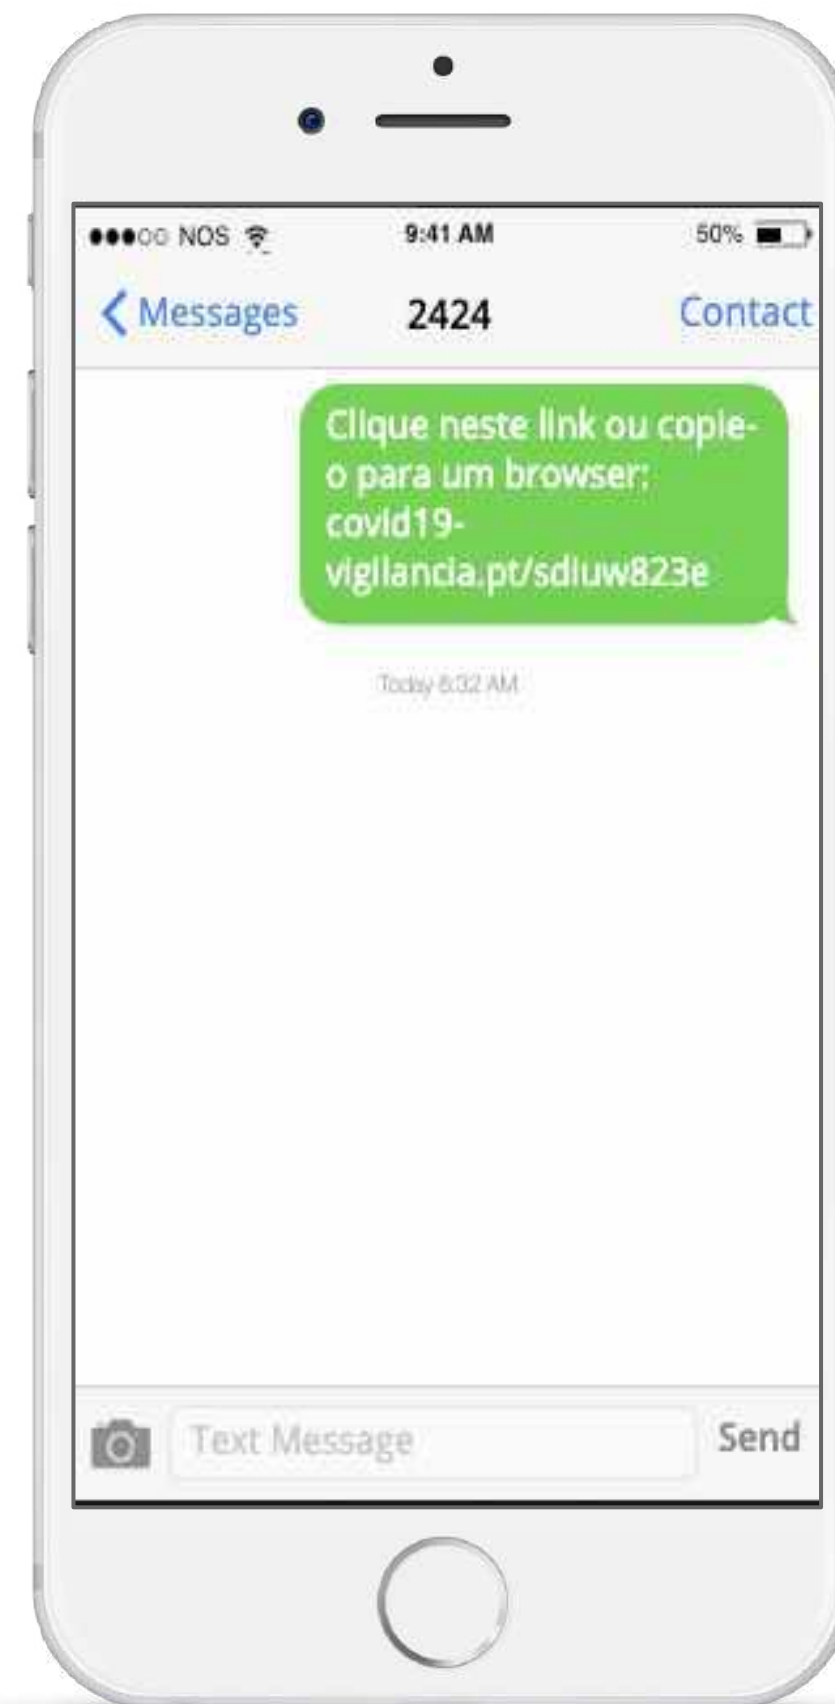 NOS
9:41 AM
50%
Messages
2424
Contact
Clique neste link ou copie-
o para um browser:
covid19-
vigilancia.pt/sdiuw823e
Today 6:32 AM
Text Message
Send